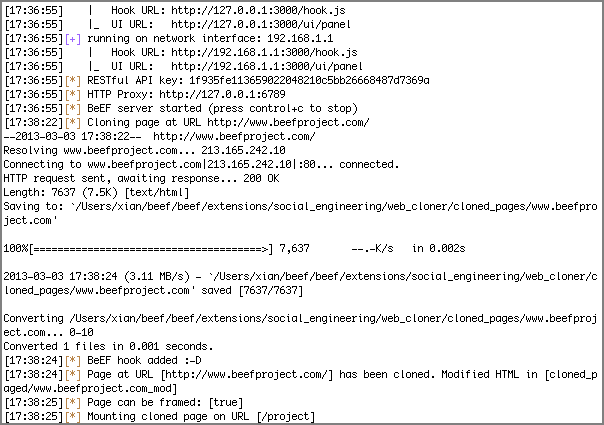 [17:36:55]    |   Hook URL: http://127.0.0.1:3000/hook.js
[17:36:55]    |_  UI URL:   http://127.0.0.1:3000/ui/panel
[17:36:55][+] running on network interface: 192.168.1.1
[17:36:55]    |   Hook URL: http://192.168.1.1:3000/hook.js
[17:36:55]    |_  UI URL:   http://192.168.1.1:3000/ui/panel
[17:36:55][*] RESTful API key: 1f935fe113659022048210c5bb26668487d7369a
[17:36:55][*] HTTP Proxy: http://127.0.0.1:6789
[17:36:55][*] BeEF server started (press control+c to stop)
[17:38:22][*] Cloning page at URL http://www.beefproject.com/
--2013-03-03 17:38:22--  http://www.beefproject.com/
Resolving www.beefproject.com... 213.165.242.10
Connecting to www.beefproject.com|213.165.242.10|:80... connected.
HTTP request sent, awaiting response... 200 OK
Length: 7637 (7.5K) [text/html]
Saving to: `/Users/xian/beef/beef/extensions/social_engineering/web_cloner/cloned_pages/www.beefpro
ject.com'
100%[======================================>] 7,637       --.-K/s   in 0.002s
2013-03-03 17:38:24 (3.11 MB/s) - `/Users/xian/beef/beef/extensions/social_engineering/web_cloner/c
loned_pages/www.beefproject.com' saved [7637/7637]
Converting /Users/xian/beef/beef/extensions/social_engineering/web_cloner/cloned_pages/www.beefproj
ect.com... 0-10
Converted 1 files in 0.001 seconds.
[17:38:24][*] BeEF hook added :-D
[17:38:24][*] Page at URL [http://www.beefproject.com/] has been cloned. Modified HTML in [cloned_p
aged/www.beefproject.com_mod]
[17:38:25][*] Page can be framed: [true]
[17:38:25][*] Mounting cloned page on URL [/project]